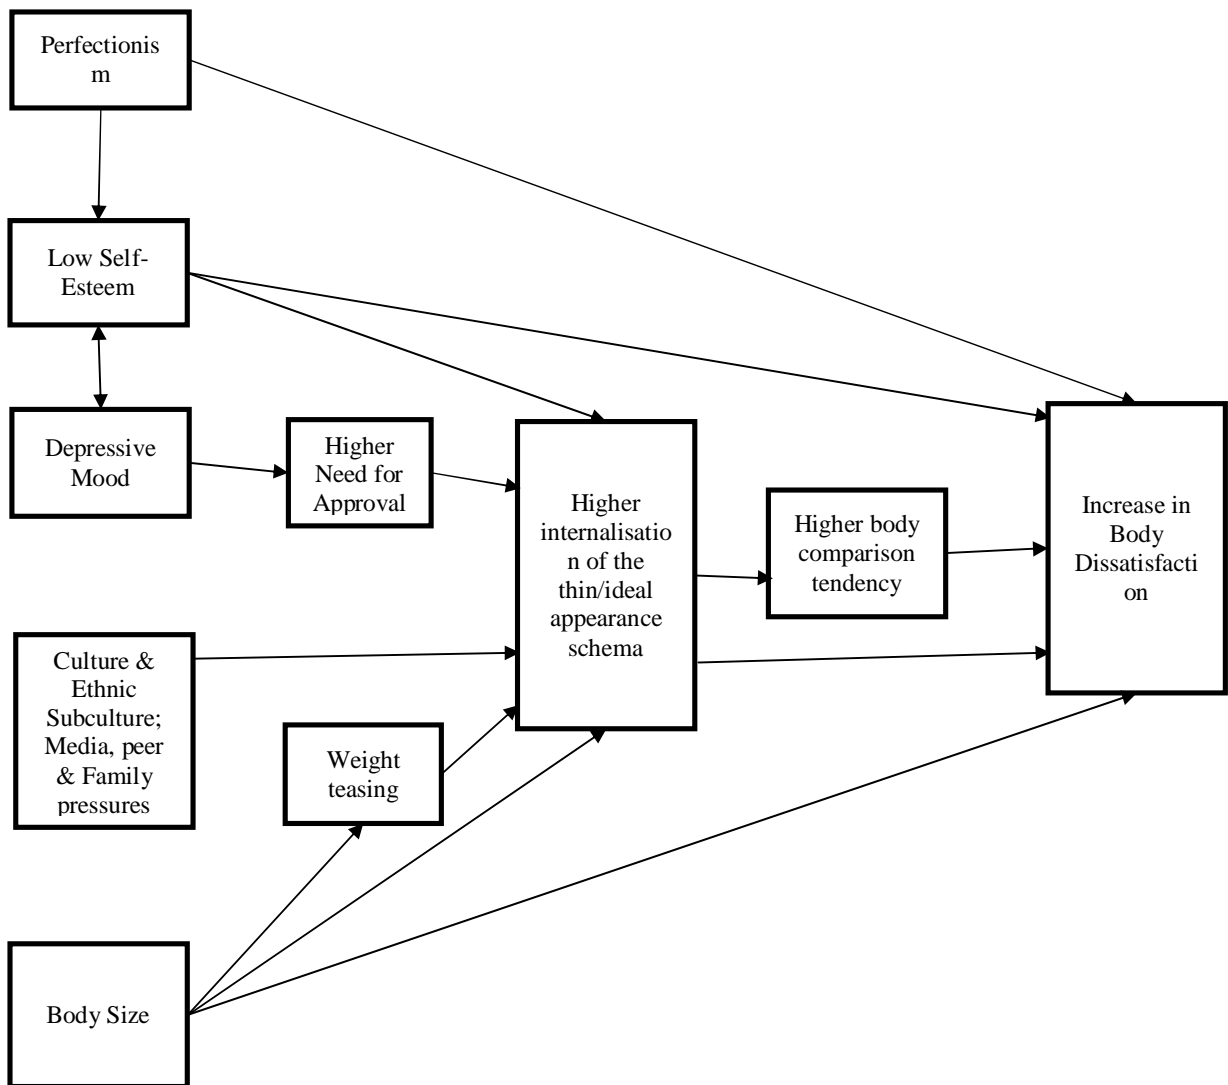 Perfectionis
m
Low Self-
Esteem
Depressive
Mood
Higher
Need for
Approval
Higher
internalisatio
n of the
thin/ideal
appearance
schema
Higher body
comparison
tendency
Increase in
Body
Dissatisfacti
on
Culture &
Ethnic
Subculture;
Media, peer
& Family
pressures
Weight
teasing
Body Size